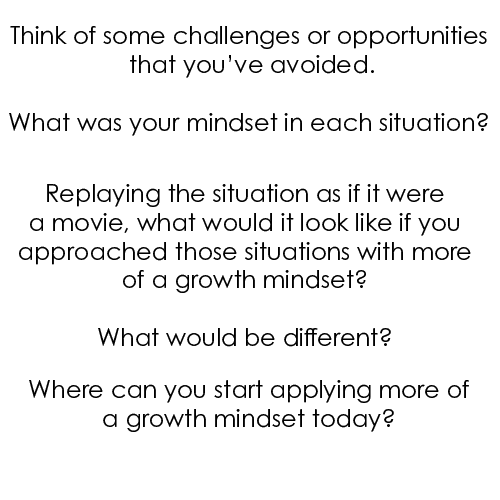 Think of some challenges or opportunities
that you've avoided.
What was your mindset in each situation?
Replaying the situation as if it were
a movie, what would it look like if you
approached those situations with more
of a growth mindset?
What would be different?
Where can you start applying more of
a growth mindset today?